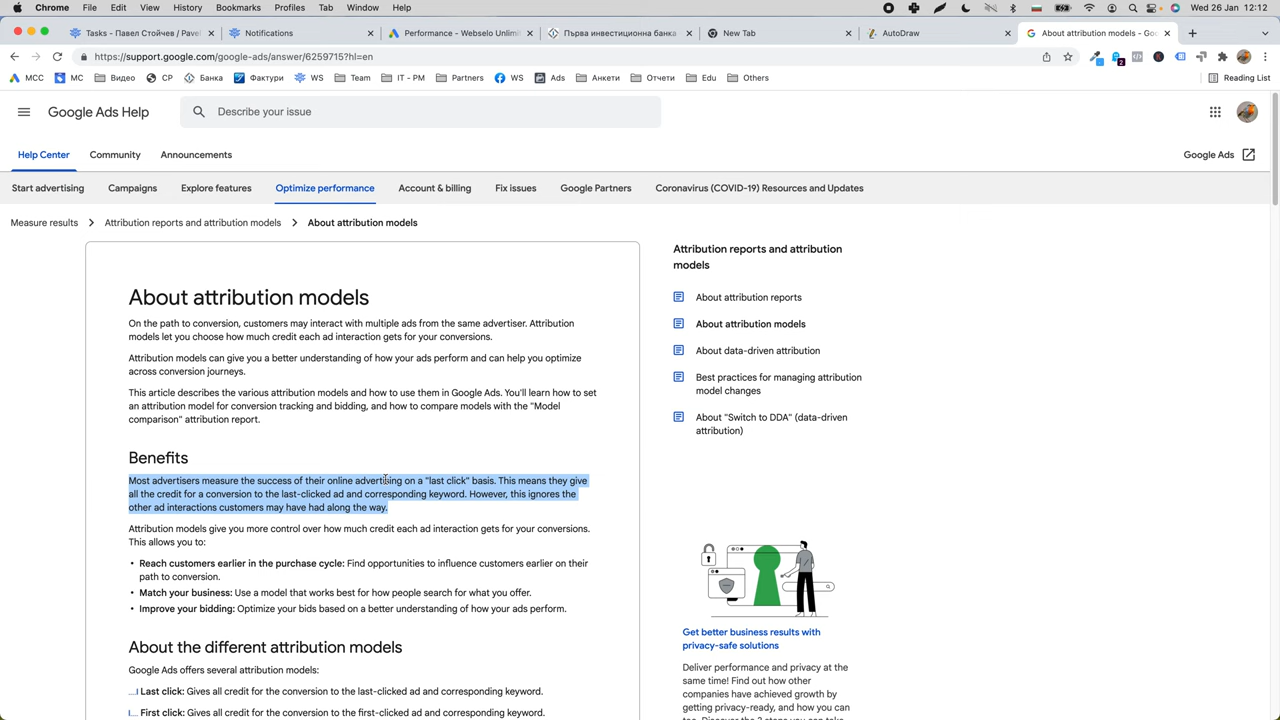 Chrome File Edit View History Bookmarks Profiles Tab Window Help Wed 26 Jan 12:12
Tasks - Павел Стойчев / Pavel Notifications Performance - Webselo Unlimi Първа инвестиционна банка New Tab AutoDraw About attribution models - Goo
https://support.google.com/google-ads/answer/6259715?hl=en
МСС МС Видео СР Банка Фактури WS Team IT - PM Partners WS Ads Анкети Отчети Edu Others Reading List
Google Ads Help Describe your issue
Help Center Community Announcements Google Ads
Start advertising Campaigns Explore features Optimize performance Account & billing Fix issues Google Partners Coronavirus (COVID-19) Resources and Updates
Measure results Attribution reports and attribution models About attribution models
About attribution models
On the path to conversion, customers may interact with multiple ads from the same advertiser. Attribution
models let you choose how much credit each ad interaction gets for your conversions.
Attribution models can give you a better understanding of how your ads perform and can help you optimize
across conversion journeys.
This article describes the various attribution models and how to use them in Google Ads. You'll learn how to set
an attribution model for conversion tracking and bidding, and how to compare models with the "Model
comparison" attribution report.
Benefits
Most advertisers measure the success of their online advertising on a "last click" basis. This means they give
all the credit for a conversion to the last-clicked ad and corresponding keyword. However, this ignores the
other ad interactions customers may have had along the way.
Attribution models give you more control over how much credit each ad interaction gets for your conversions.
This allows you to:
• Reach customers earlier in the purchase cycle: Find opportunities to influence customers earlier on their
path to conversion.
• Match your business: Use a model that works best for how people search for what you offer.
• Improve your bidding: Optimize your bids based on a better understanding of how your ads perform.
About the different attribution models
Google Ads offers several attribution models:
Last click: Gives all credit for the conversion to the last-clicked ad and corresponding keyword.
First click: Gives all credit for the conversion to the first-clicked ad and corresponding keyword.
Attribution reports and attribution
models
About attribution reports
About attribution models
About data-driven attribution
Best practices for managing attribution
model changes
About "Switch to DDA" (data-driven
attribution)
Get better business results with
privacy-safe solutions
Deliver performance and privacy at the
same time! Find out how other
companies have achieved growth by
getting privacy-ready, and how you can